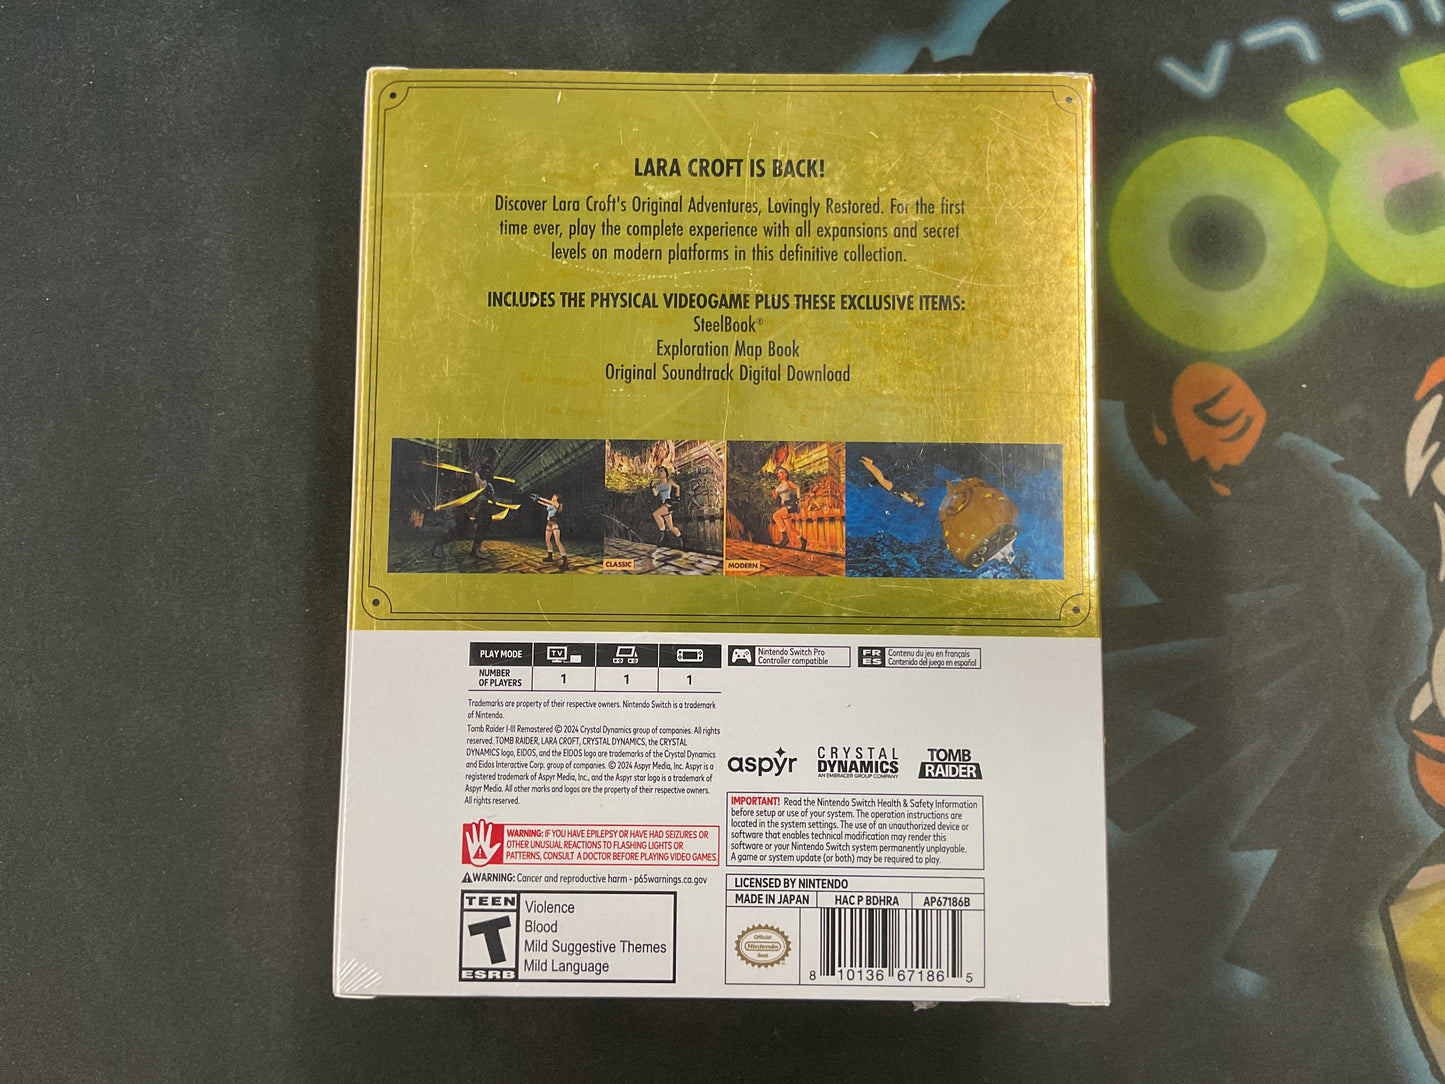 LARA CROFT IS BACK!
Discover Lara Croft's Original Adventures, Lovingly Restored. For the first
time ever, play the complete experience with all expansions and secret
levels on modern platforms in this definitive collection.
INCLUDES THE PHYSICAL VIDEOGAME PLUS THESE EXCLUSIVE ITEMS:
SteelBook®
Exploration Map Book
Original Soundtrack Digital Download
CLASSIC
MODERN
PLAY MODE
TV
NUMBER
OF PLAYERS
1
1
1
Nintendo Switch Pro
Controller compatible
FR
ES
Contenu du jeu en français
Contenido del juego en español
Trademarks are property of their respective owners. Nintendo Switch is a trademark
of Nintendo.
Tomb Raider I-III Remastered © 2024 Crystal Dynamics group of companies. All rights
reserved. TOMB RAIDER, LARA CROFT, CRYSTAL DYNAMICS, the CRYSTAL
DYNAMICS logo, EIDOS, and the EIDOS logo are trademarks of the Crystal Dynamics
and Eidos Interactive Corp. group of companies. © 2024 Aspyr Media, Inc. Aspyr is a
registered trademark of Aspyr Media, Inc., and the Aspyr star logo is a trademark of
Aspyr Media. All other marks and logos are the property of their respective owners.
All rights reserved.
aspyr
CRYSTAL
DYNAMICS
AN EMBRACER GROUP COMPANY
TOMB
RAIDER
WARNING: IF YOU HAVE EPILEPSY OR HAVE HAD SEIZURES OR
OTHER UNUSUAL REACTIONS TO FLASHING LIGHTS OR
PATTERNS, CONSULT A DOCTOR BEFORE PLAYING VIDEO GAMES.
WARNING: Cancer and reproductive harm - p65warnings.ca.gov
IMPORTANT! Read the Nintendo Switch Health & Safety Information
before setup or use of your system. The operation instructions are
located in the system settings. The use of an unauthorized device or
software that enables technical modification may render this
software or your Nintendo Switch system permanently unplayable.
A game or system update (or both) may be required to play.
TEEN
T
ESRB
Violence
Blood
Mild Suggestive Themes
Mild Language
LICENSED BY NINTENDO
MADE IN JAPAN
HAC P BDHRA
AP67186B
Official
Nintendo
Seal
8 10136 67186 5